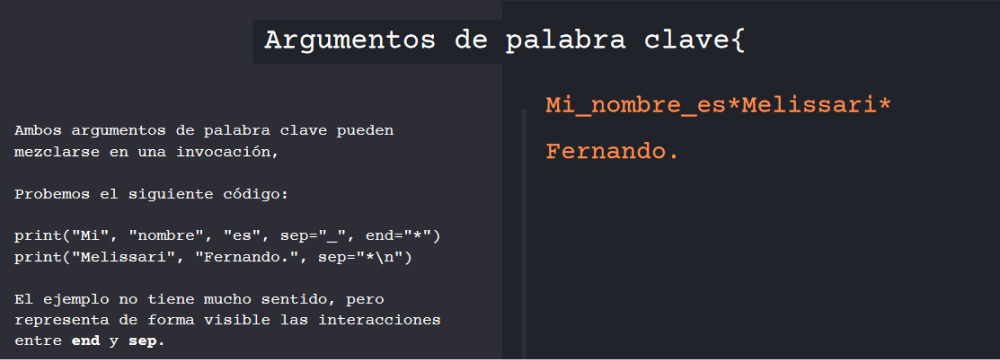 Argumentos de palabra clave{
Ambos argumentos de palabra clave pueden
mezclarse en una invocación,
Probemos el siguiente código:
print("Mi", "nombre", "es", sep="_", end="*")
print("Melissari", "Fernando.", sep="*\n")
El ejemplo no tiene mucho sentido, pero
representa de forma visible las interacciones
entre end y sep.
Mi_nombre_es*Melissari*
Fernando.